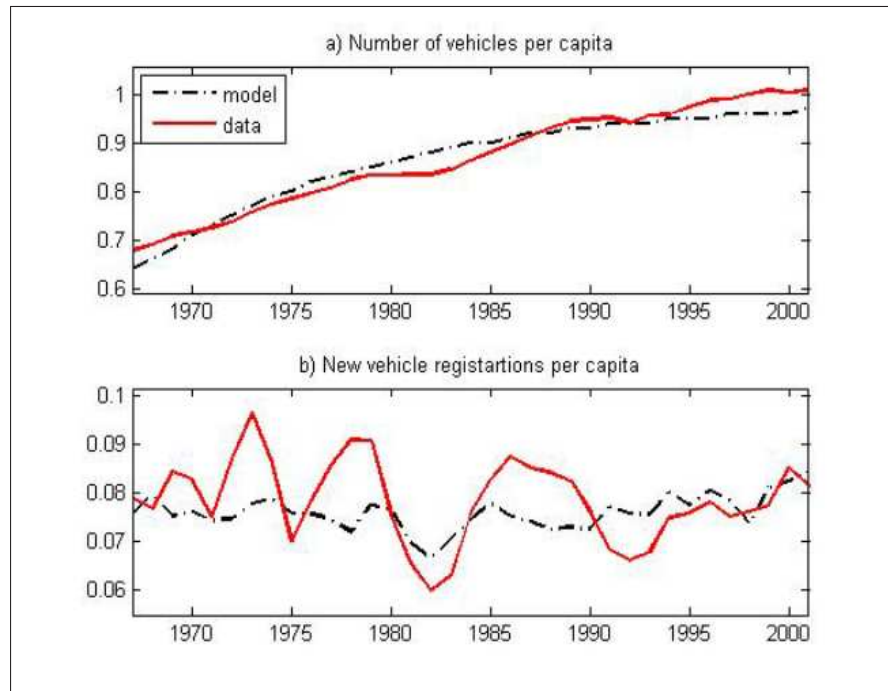 a) Number of vehicles per capita
model
data
1
0.9
0.8
0.7
0.6
1970 1975 1980 1985 1990 1995 2000
b) New vehicle registartions per capita
0.1
0.09
0.08
0.07
0.06
1970 1975 1980 1985 1990 1995 2000